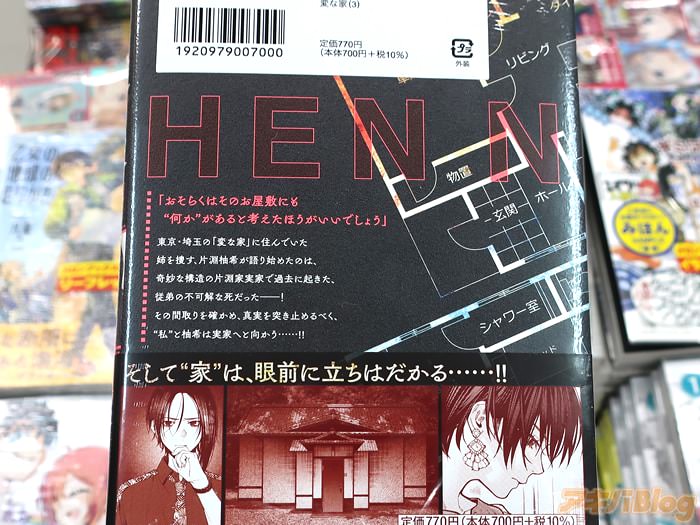 変な家(3)
1920979007000
定価770円
(本体700円+税10%)
プラ
外装
リビング
HEN N
物置
ホール
玄関
シャワー室
「おそらくはそのお屋敷にも
“何か”があると考えたほうがいいでしょう」
東京・埼玉の「変な家」に住んでいた
姉を捜す、片淵柚希が語り始めたのは、
奇妙な構造の片淵家実家で過去に起きた、
従弟の不可解な死だった――!
その間取りを確かめ、真実を突き止めるべく、
“私”と柚希は実家へと向かう……!!
そして“家”は、眼前に立ちはだかる……!!
定価770円(本体700円+税10%)
みほん
アキバBlog